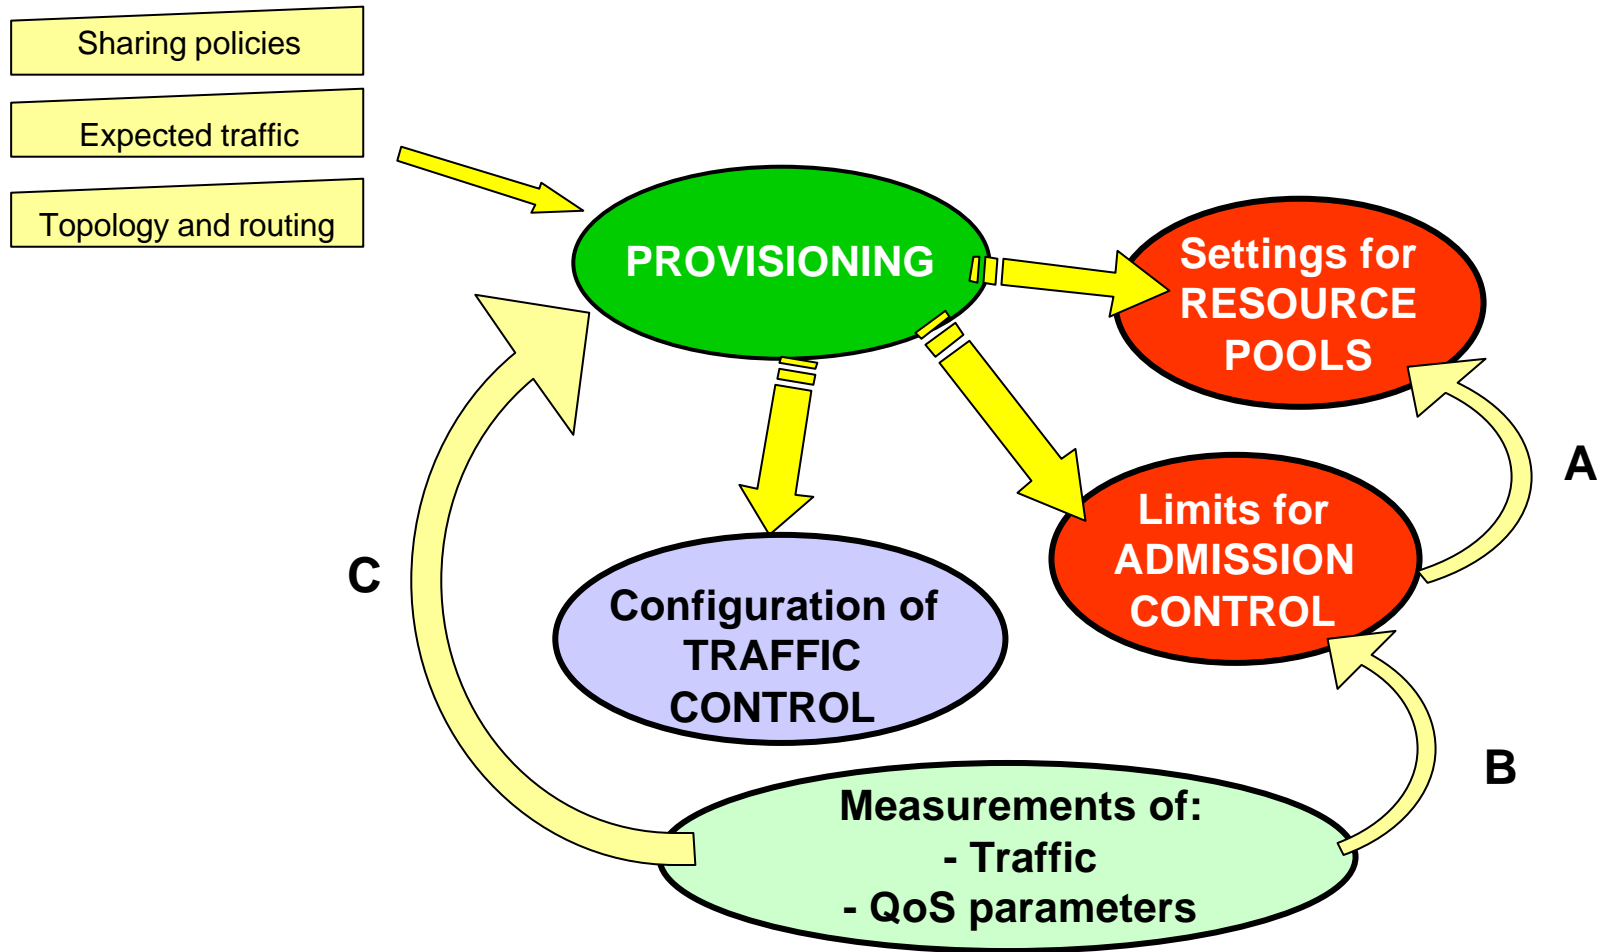 Sharing policies
Expected traffic
Topology and routing
PROVISIONING
Settings for
RESOURCE
POOLS
A
Limits for
ADMISSION
CONTROL
C
Configuration of
TRAFFIC
CONTROL
B
Measurements of:
- Traffic
- QoS parameters